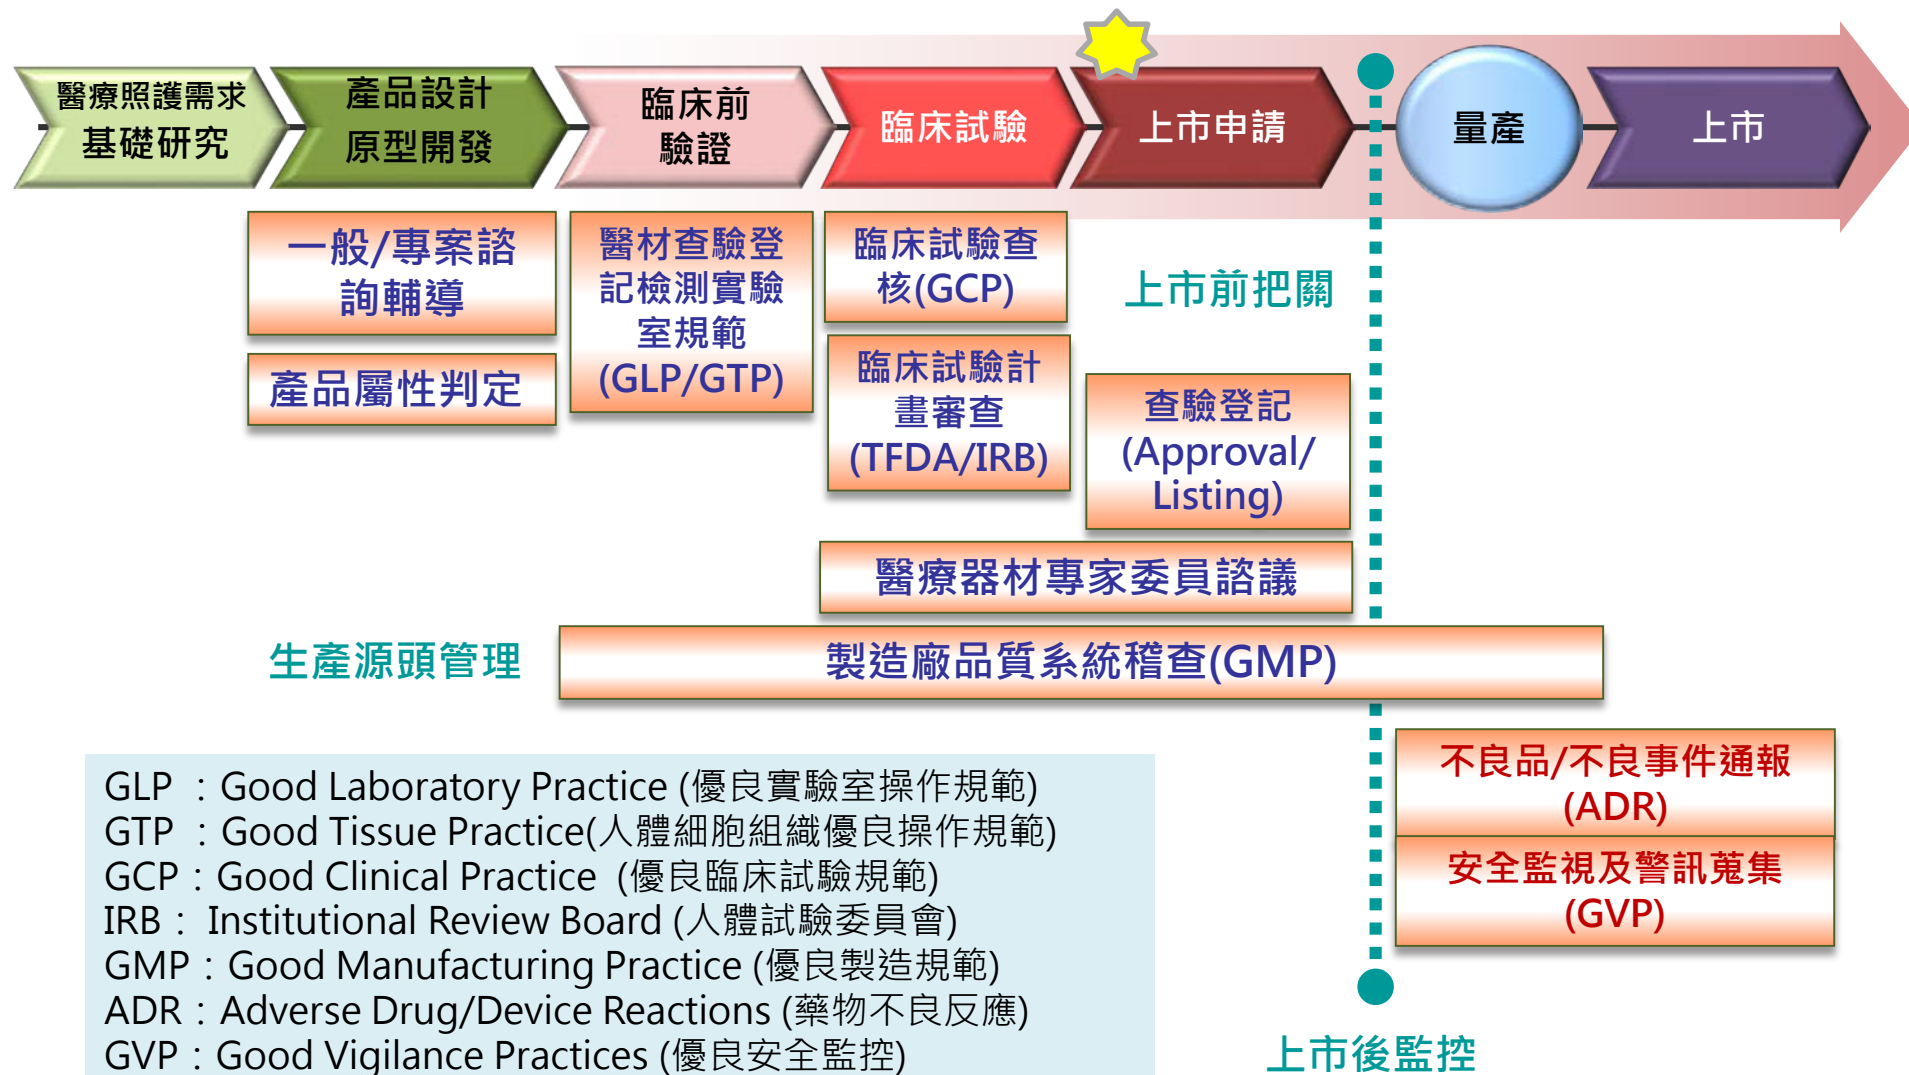 醫療照護需求
基礎研究
產品設計
原型開發
臨床前
驗證
臨床試驗
上市申請
量產
上市
一般/專案諮
詢輔導
產品屬性判定
醫材查驗登
記檢測實驗
室規範
(GLP/GTP)
臨床試驗查
核(GCP)
臨床試驗計
畫審查
(TFDA/IRB)
上市前把關
查驗登記
(Approval/
Listing)
醫療器材專家委員諮議
生產源頭管理
製造廠品質系統稽查(GMP)
不良品/不良事件通報
(ADR)
安全監視及警訊蒐集
(GVP)
GLP ：Good Laboratory Practice (優良實驗室操作規範)
GTP ：Good Tissue Practice(人體細胞組織優良操作規範)
GCP：Good Clinical Practice (優良臨床試驗規範)
IRB： Institutional Review Board (人體試驗委員會)
GMP：Good Manufacturing Practice (優良製造規範)
ADR：Adverse Drug/Device Reactions (藥物不良反應)
GVP：Good Vigilance Practices (優良安全監控)
上市後監控